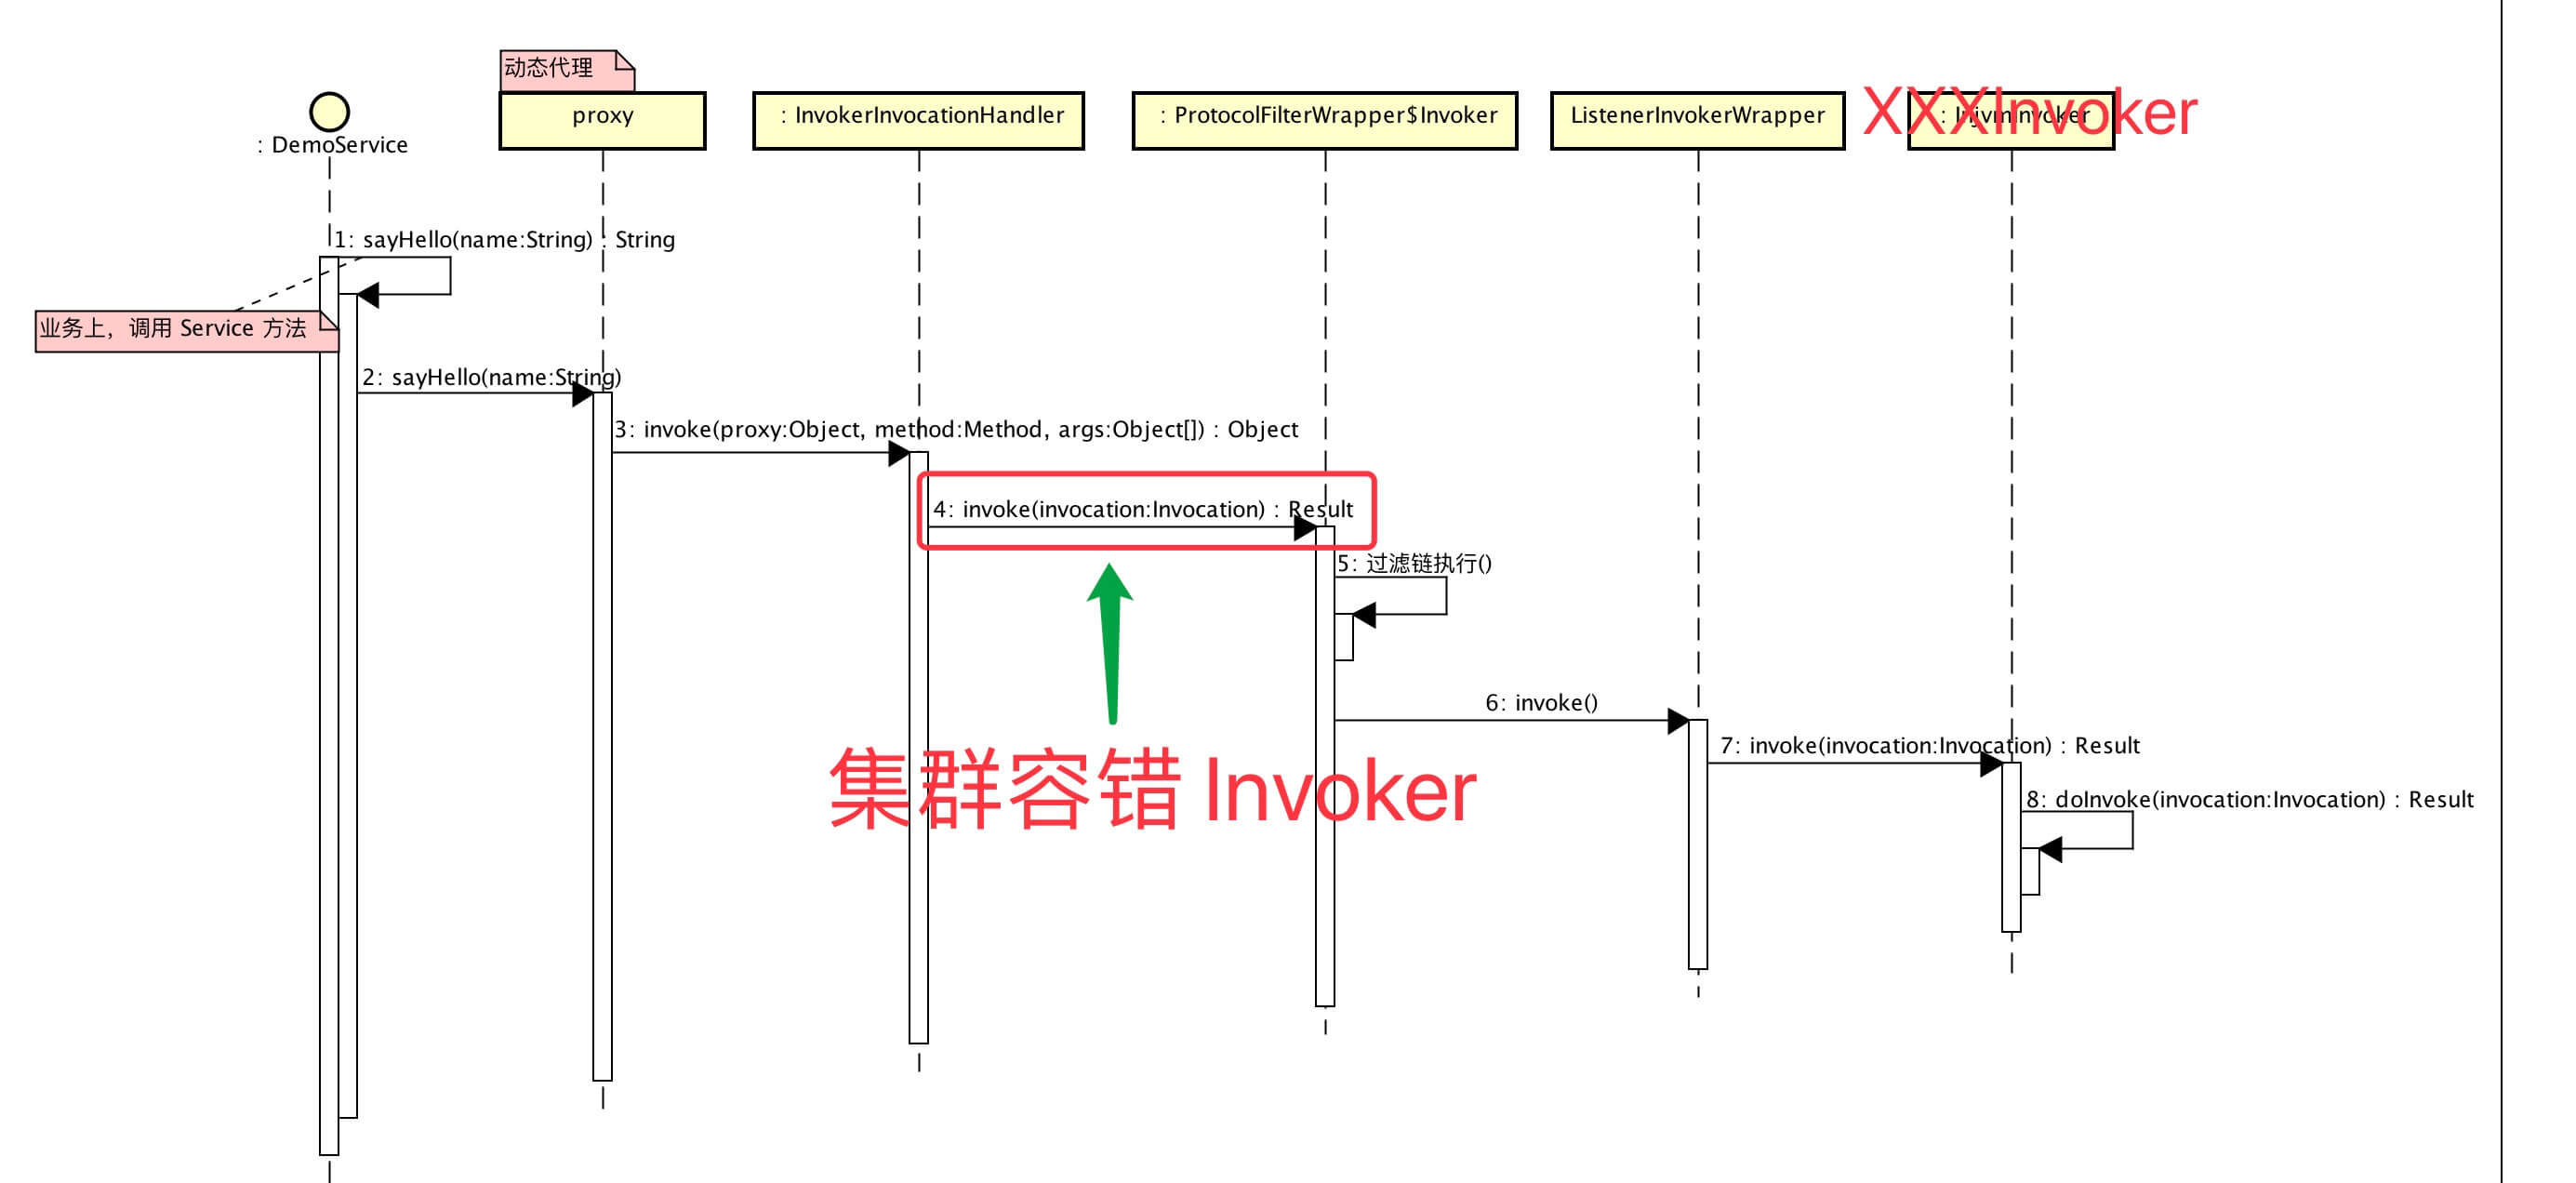 动态代理
: DemoService
proxy
: InvokerInvocationHandler
: ProtocolFilterWrapper$Invoker
ListenerInvokerWrapper
: InjvmInvoker
XXXInvoker
1: sayHello(name:String) : String
业务上，调用 Service 方法
2: sayHello(name:String)
3: invoke(proxy:Object, method:Method, args:Object[]) : Object
4: invoke(invocation:Invocation) : Result
5: 过滤链执行()
6: invoke()
7: invoke(invocation:Invocation) : Result
集群容错 Invoker
8: doInvoke(invocation:Invocation) : Result